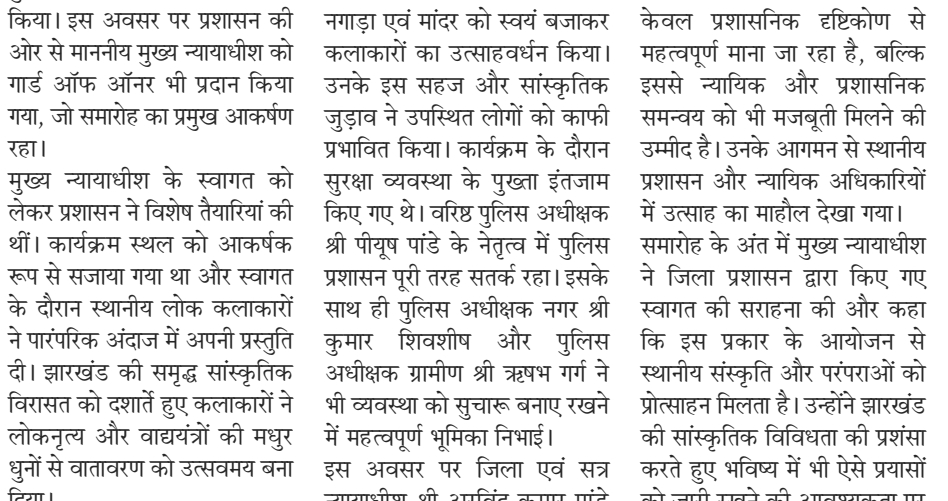 किया। इस अवसर पर प्रशासन की
ओर से माननीय मुख्य न्यायाधीश को
गार्ड ऑफ ऑनर भी प्रदान किया
गया, जो समारोह का प्रमुख आकर्षण
रहा।
मुख्य न्यायाधीश के स्वागत को
लेकर प्रशासन ने विशेष तैयारियां की
थीं। कार्यक्रम स्थल को आकर्षक
रूप से सजाया गया था और स्वागत
के दौरान स्थानीय लोक कलाकारों
ने पारंपरिक अंदाज में अपनी प्रस्तुति
दी। झारखंड की समृद्ध सांस्कृतिक
विरासत को दर्शाते हुए कलाकारों ने
लोकनृत्य और वाद्ययंत्रों की मधुर
धुनों से वातावरण को उत्सवमय बना
दिया।
नगाड़ा एवं मांदर को स्वयं बजाकर
कलाकारों का उत्साहवर्धन किया।
उनके इस सहज और सांस्कृतिक
जुड़ाव ने उपस्थित लोगों को काफी
प्रभावित किया। कार्यक्रम के दौरान
सुरक्षा व्यवस्था के पुख्ता इंतजाम
किए गए थे। वरिष्ठ पुलिस अधीक्षक
श्री पीयूष पांडे के नेतृत्व में पुलिस
प्रशासन पूरी तरह सतर्क रहा। इसके
साथ ही पुलिस अधीक्षक नगर श्री
कुमार शिवशीष और पुलिस
अधीक्षक ग्रामीण श्री ऋषभ गर्ग ने
भी व्यवस्था को सुचारू बनाए रखने
में महत्वपूर्ण भूमिका निभाई।
इस अवसर पर जिला एवं सत्र
न्यायाधीश श्री अरविंद कुमार पांडे
केवल प्रशासनिक दृष्टिकोण से
महत्वपूर्ण माना जा रहा है, बल्कि
इससे न्यायिक और प्रशासनिक
समन्वय को भी मजबूती मिलने की
उम्मीद है। उनके आगमन से स्थानीय
प्रशासन और न्यायिक अधिकारियों
में उत्साह का माहौल देखा गया।
समारोह के अंत में मुख्य न्यायाधीश
ने जिला प्रशासन द्वारा किए गए
स्वागत की सराहना की और कहा
कि इस प्रकार के आयोजन से
स्थानीय संस्कृति और परंपराओं को
प्रोत्साहन मिलता है। उन्होंने झारखंड
की सांस्कृतिक विविधता की प्रशंसा
करते हुए भविष्य में भी ऐसे प्रयासों
को जारी रखने की आवश्यकता पर